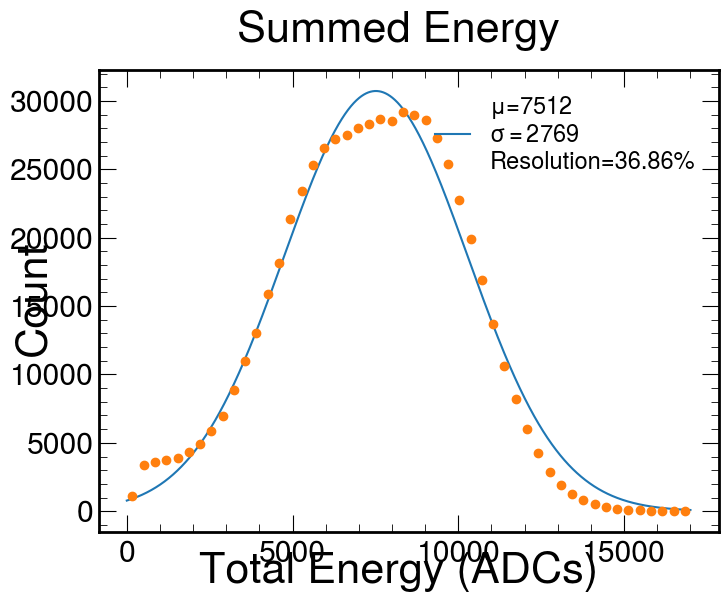 Summed Energy
30000
25000
20000
15000
10000
5000
0
Count
μ=7512
σ=2769
Resolution=36.86%
0 5000 10000 15000
Total Energy (ADCs)